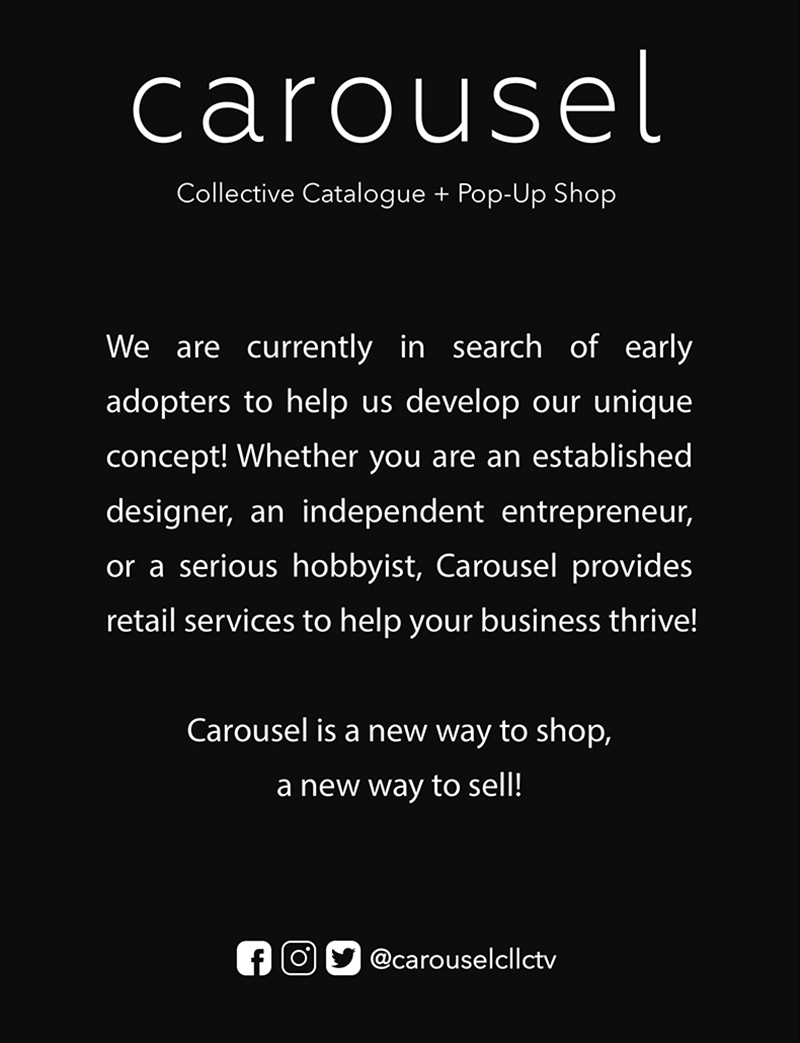 carousel
Collective Catalogue + Pop-Up Shop
We are currently in search of early
adopters to help us develop our unique
concept! Whether you are an established
designer, an independent entrepreneur,
or a serious hobbyist, Carousel provides
retail services to help your business thrive!
Carousel is a new way to shop,
a new way to sell!
@carouselcllctv